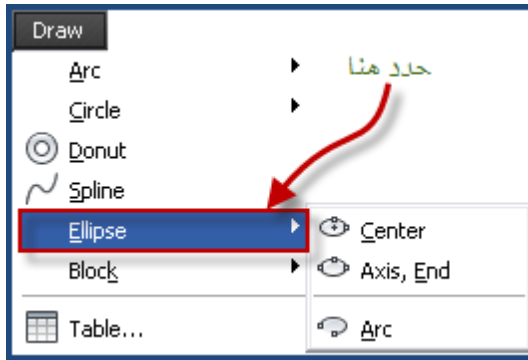 Draw
Arc
حدد هنا
Circle
Donut
Spline
Ellipse
Center
Block
Axis, End
Table...
Arc